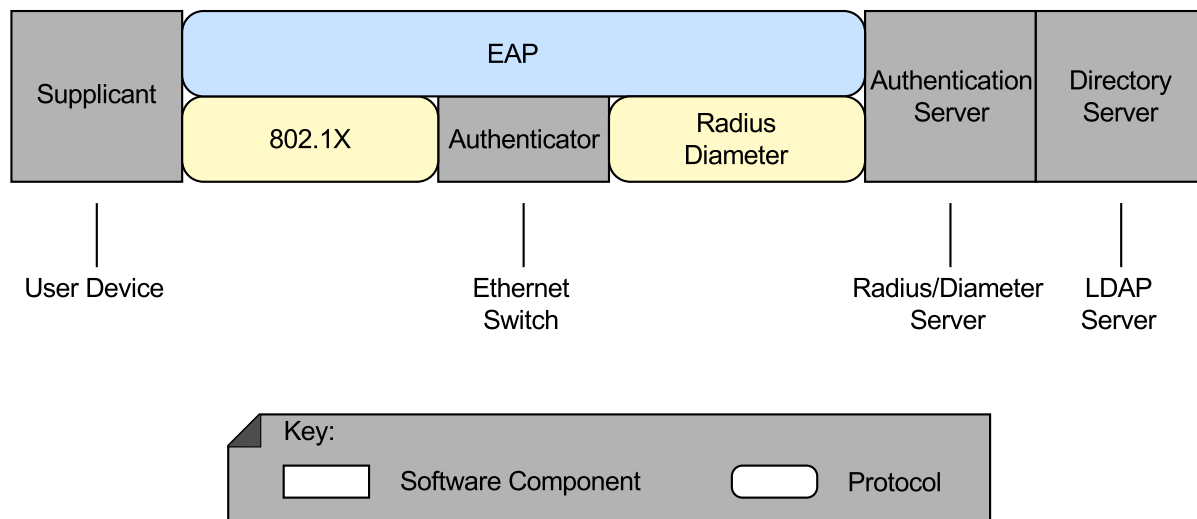 EAP
Supplicant
802.1X
Authenticator
Radius
Diameter
Authentication
Server
Directory
Server
User Device
Ethernet
Switch
Radius/Diameter
Server
LDAP
Server
Key:
Software Component
Protocol